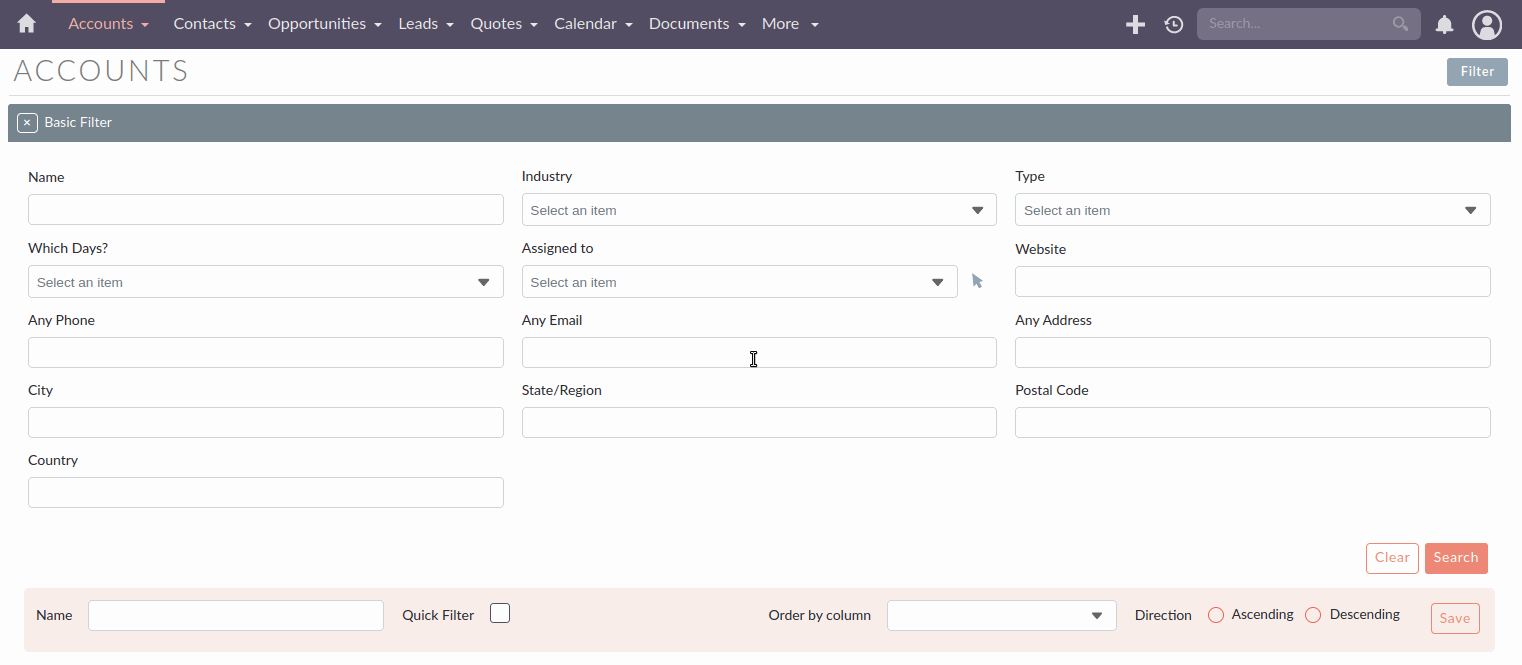 Accounts Contacts Opportunities Leads Quotes Calendar Documents More Search...
ACCOUNTS Filter
Basic Filter
Name Industry Type
Select an item Select an item
Which Days? Assigned to Website
Select an item Select an item
Any Phone Any Email Any Address
City State/Region Postal Code
Country
Clear Search
Name Quick Filter Order by column Direction Ascending Descending Save